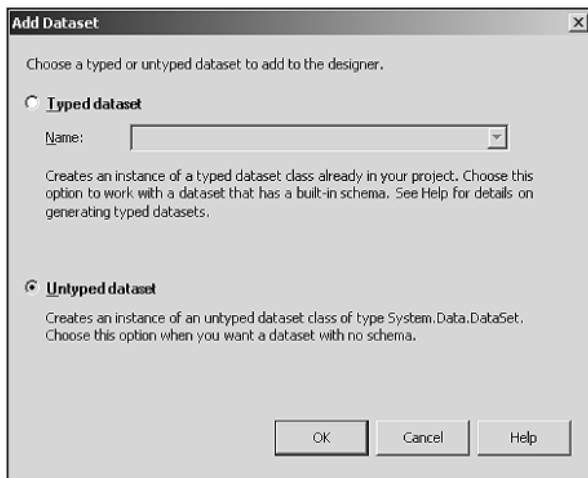 Add Dataset
Choose a typed or untyped dataset to add to the designer.
Typed dataset
Name:
Creates an instance of a typed dataset class already in your project. Choose this
option to work with a dataset that has a built-in schema. See Help for details on
generating typed datasets.
Untyped dataset
Creates an instance of an untyped dataset class of type System.Data.DataSet.
Choose this option when you want a dataset with no schema.
OK Cancel Help